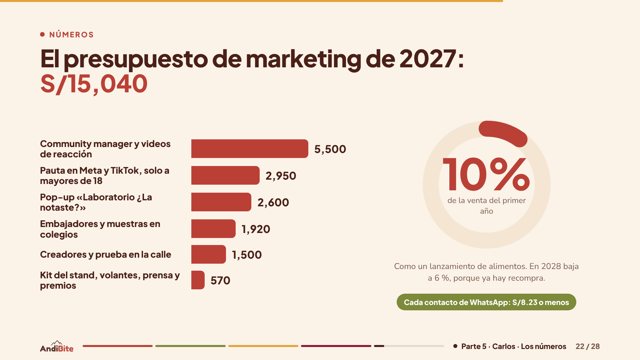 NÚMEROS
El presupuesto de marketing de 2027:
S/15,040
Community manager y videos
de reacción
5,500
Pauta en Meta y TikTok, solo a
mayores de 18
2,950
Pop-up «Laboratorio ¿La
notaste?»
2,600
Embajadores y muestras en
colegios
1,920
Creadores y prueba en la calle
1,500
Kit del stand, volantes, prensa y
premios
570
10%
de la venta del primer
año
Como un lanzamiento de alimentos. En 2028 baja
a 6 %, porque ya hay recompra.
Cada contacto de WhatsApp: S/8.23 o menos
AndiBite
Parte 5 · Carlos · Los números 22 / 28